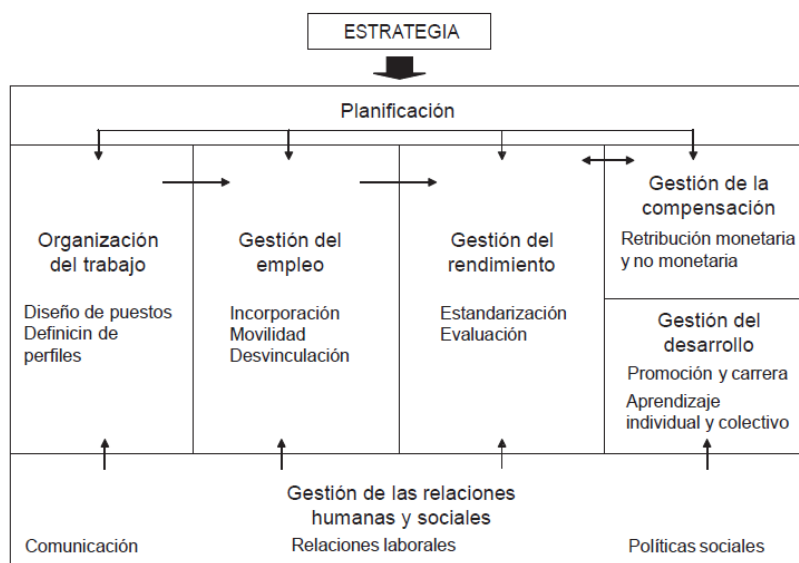 ESTRATEGIA
Planificación
Organización
del trabajo
Diseño de puestos
Definicin de
perfiles
Gestión del
empleo
Incorporación
Movilidad
Desvinculación
Gestión del
rendimiento
Estandarización
Evaluación
Gestión de la
compensación
Retribución monetaria
y no monetaria
Gestión del
desarrollo
Promoción y carrera
Aprendizaje
individual y colectivo
Gestión de las relaciones
humanas y sociales
Comunicación
Relaciones laborales
Políticas sociales